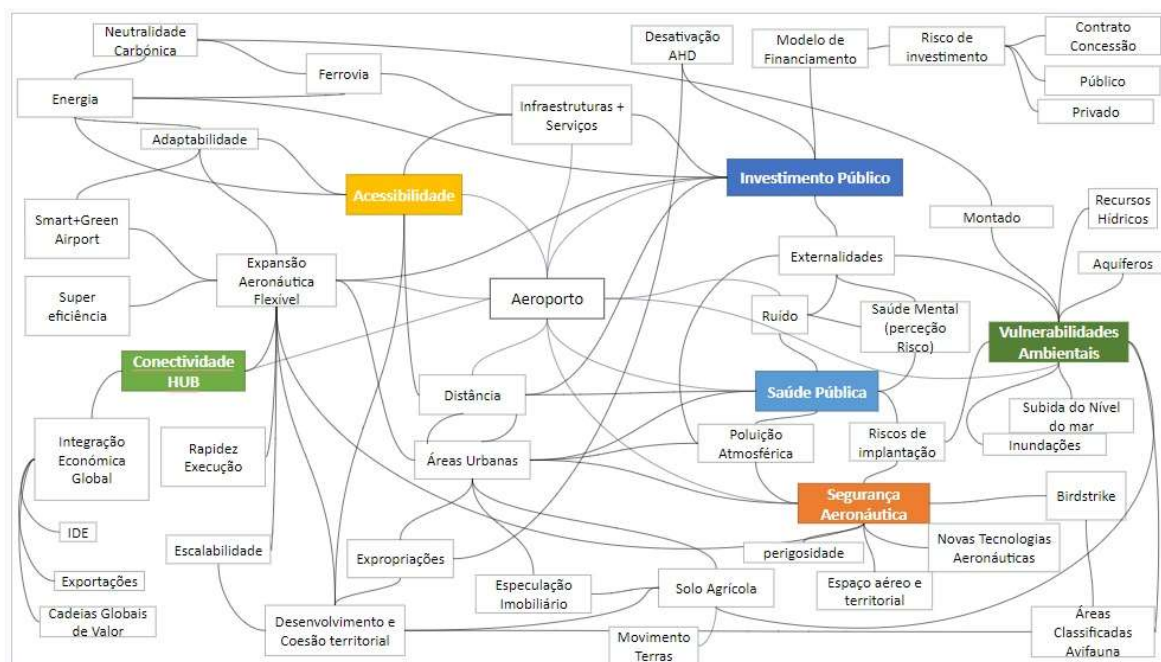 Neutralidade
Carbónica
Desativação
AHD
Modelo de
Financiamento
Risco de
investimento
Contrato
Concessão
Público
Privado
Ferrovia
Energia
Infraestruturas +
Serviços
Adaptabilidade
Acessibilidade
Investimento Público
Smart+Green
Airport
Montado
Recursos
Hídricos
Externalidades
Aquíferos
Expansão
Aeronáutica
Flexível
Super
eficiência
Aeroporto
Ruído
Saúde Mental
(perceção
Risco)
Vulnerabilidades
Ambientais
Conectividade
HUB
Distância
Saúde Pública
Subida do Nível
do mar
Inundações
Integração
Económica
Global
Rapidez
Execução
Áreas Urbanas
Poluição
Atmosférica
Riscos de
implantação
Segurança
Aeronáutica
Birdstrike
IDE
Escalabilidade
Expropriações
perigosidade
Novas Tecnologias
Aeronáuticas
Exportações
Especulação
Imobiliário
Solo Agrícola
Espaço aéreo e
territorial
Cadeias Globais
de Valor
Desenvolvimento e
Coesão territorial
Movimento
Terras
Áreas
Classificadas
Avifauna